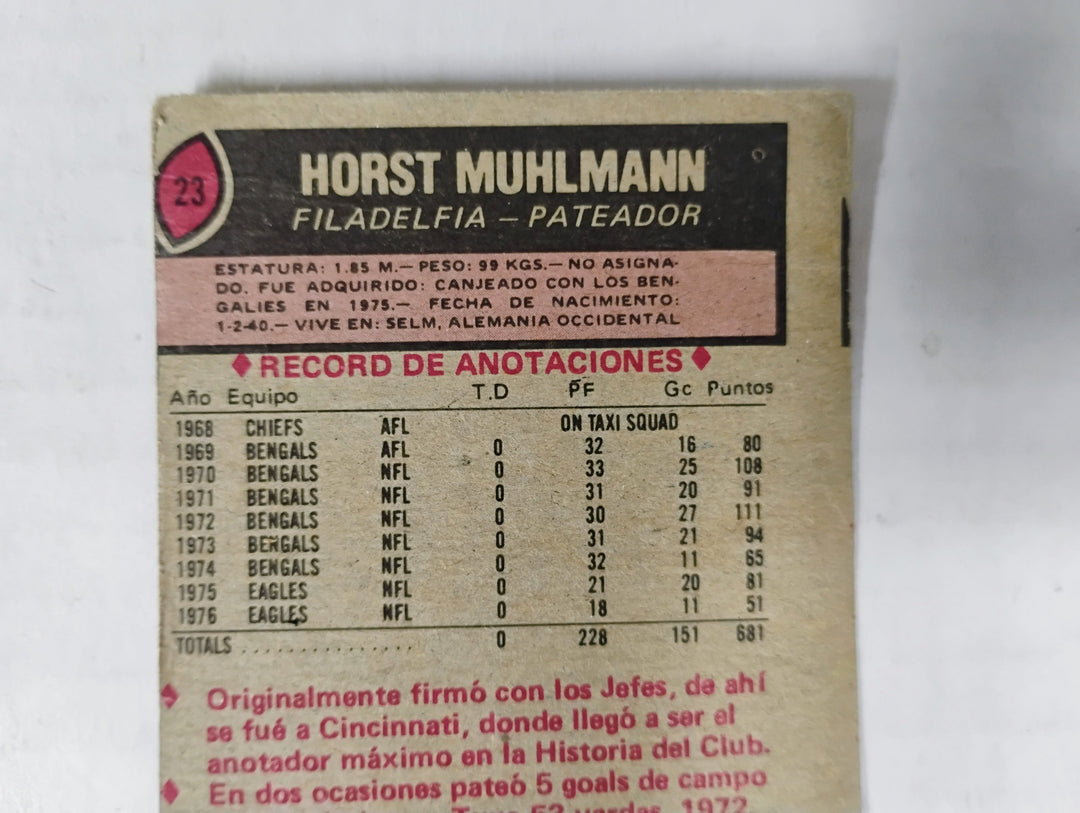 23
HORST MUHLMANN
FILADELFIA — PATEADOR
ESTATURA: 1.85 M.— PESO: 99 KGS.— NO ASIGNA-
DO. FUE ADQUIRIDO: CANJEADO CON LOS BEN-
GALIES EN 1975.— FECHA DE NACIMIENTO:
1-2-40.— VIVE EN: SELM, ALEMANIA OCCIDENTAL
RECORD DE ANOTACIONES
Año Equipo T.D PF Gc Puntos
1968 CHIEFS AFL ON TAXI SQUAD
1969 BENGALS AFL 0 32 16 80
1970 BENGALS NFL 0 33 25 108
1971 BENGALS NFL 0 31 20 91
1972 BENGALS NFL 0 30 27 111
1973 BENGALS NFL 0 31 21 94
1974 BENGALS NFL 0 32 11 65
1975 EAGLES NFL 0 21 20 81
1976 EAGLES NFL 0 18 11 51
TOTALS ............... 0 228 151 681
Originalmente firmó con los Jefes, de ahí
se fué a Cincinnati, donde llegó a ser el
anotador máximo en la Historia del Club.
En dos ocasiones pateó 5 goals de campo
53 yardas, 1972